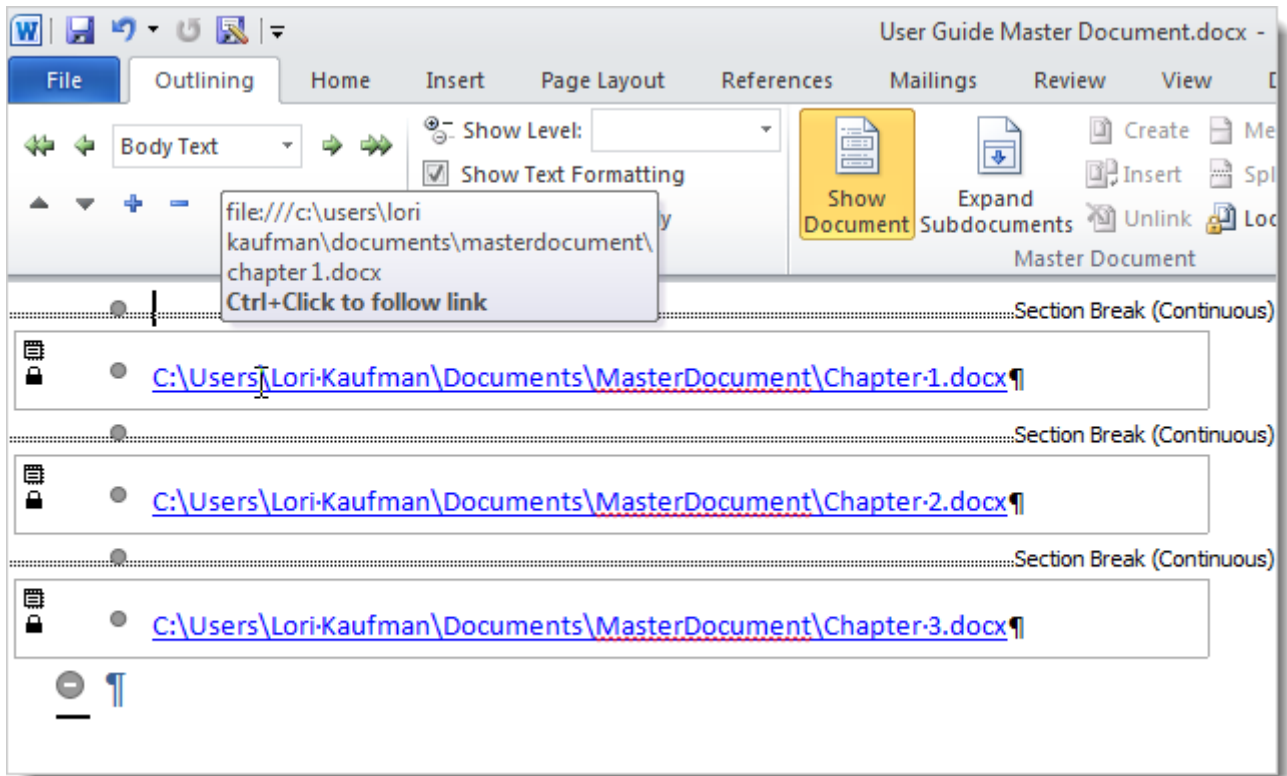 User Guide Master Document.docx -
File Outlining Home Insert Page Layout References Mailings Review View
Body Text Show Level: Create Me
Show Text Formatting Insert Spl
Show Document Expand Subdocuments Unlink Loc
y
Master Document
file:///c:\users\lori
kaufman\documents\masterdocument\
chapter 1.docx
Ctrl+Click to follow link
Section Break (Continuous)
C:\Users\Lori·Kaufman\Documents\MasterDocument\Chapter·1.docx¶
Section Break (Continuous)
C:\Users\Lori·Kaufman\Documents\MasterDocument\Chapter·2.docx¶
Section Break (Continuous)
C:\Users\Lori·Kaufman\Documents\MasterDocument\Chapter·3.docx¶
¶